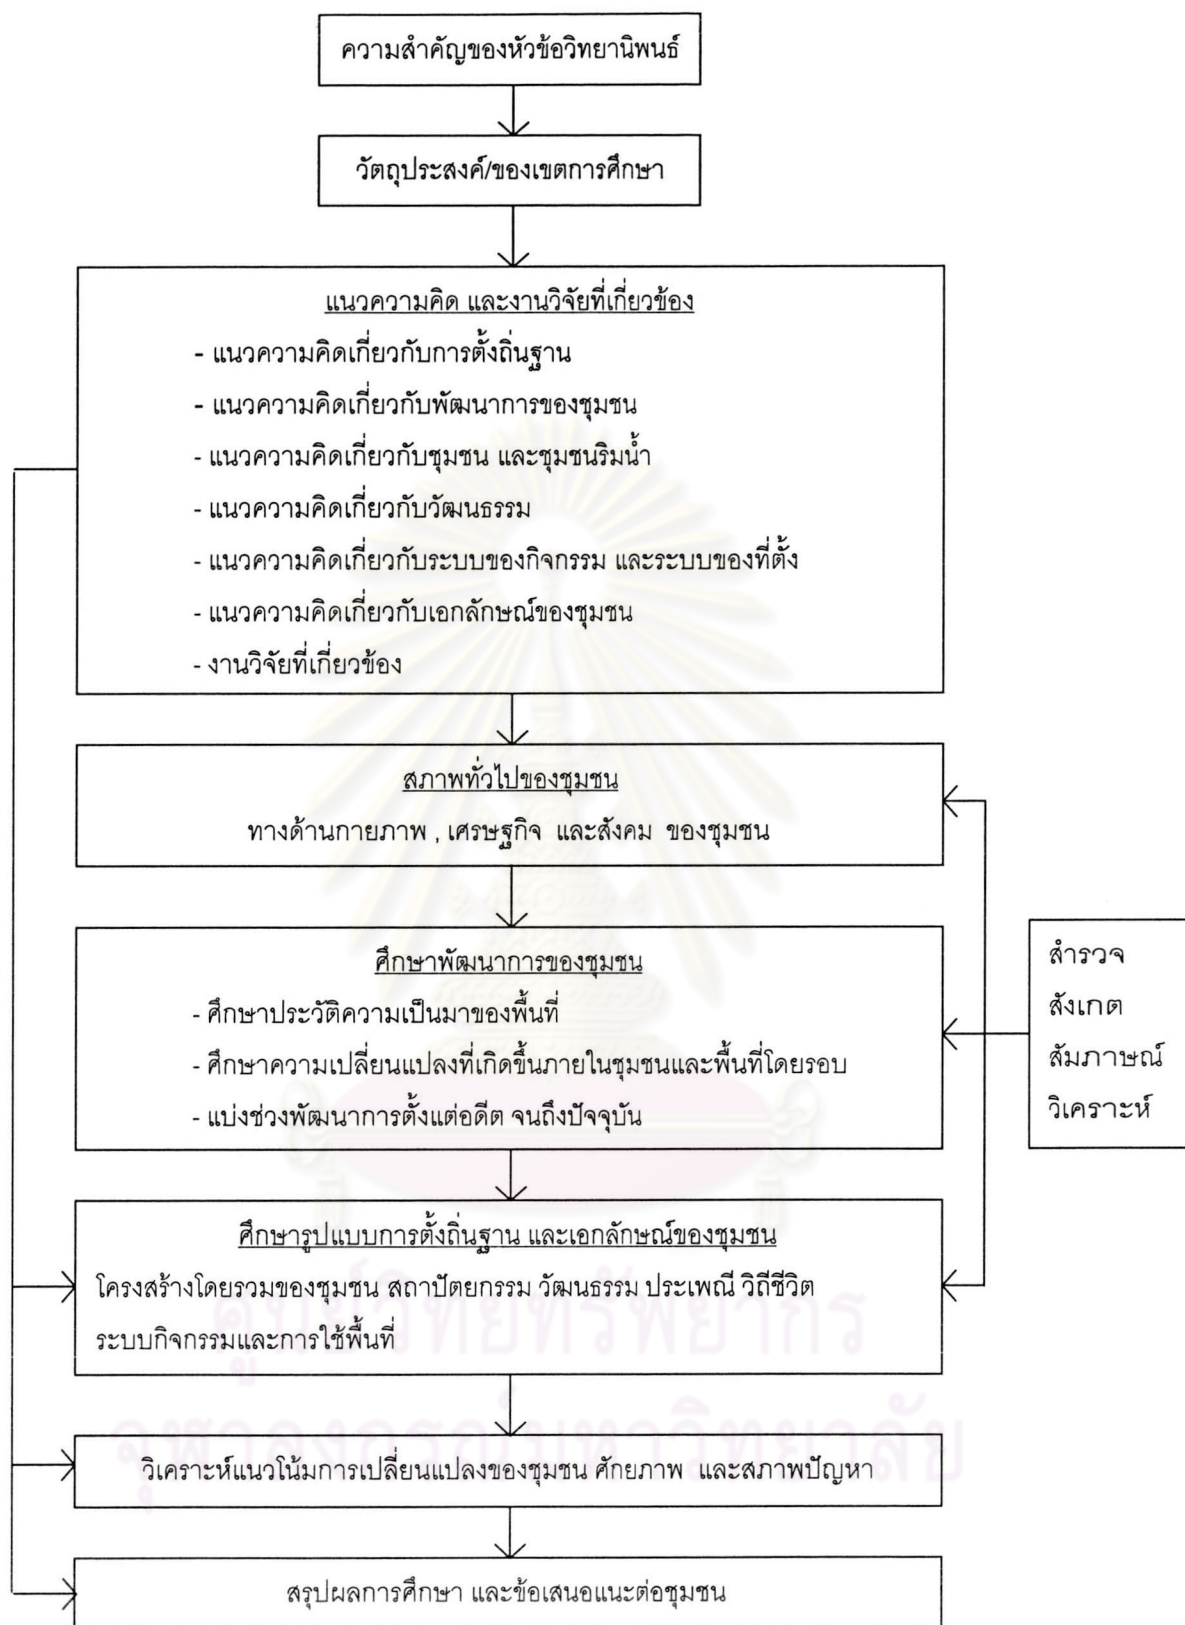 ความสำคัญของหัวข้อวิทยานิพนธ์
วัตถุประสงค์/ของเขตการศึกษา
แนวความคิด และงานวิจัยที่เกี่ยวข้อง
- แนวความคิดเกี่ยวกับการตั้งถิ่นฐาน
- แนวความคิดเกี่ยวกับพัฒนาการของชุมชน
- แนวความคิดเกี่ยวกับชุมชน และชุมชนริมน้ำ
- แนวความคิดเกี่ยวกับวัฒนธรรม
- แนวความคิดเกี่ยวกับระบบของกิจกรรม และระบบของที่ตั้ง
- แนวความคิดเกี่ยวกับเอกลักษณ์ของชุมชน
- งานวิจัยที่เกี่ยวข้อง
สภาพทั่วไปของชุมชน
ทางด้านกายภาพ , เศรษฐกิจ และสังคม ของชุมชน
ศึกษาพัฒนาการของชุมชน
- ศึกษาประวัติความเป็นมาของพื้นที่
- ศึกษาความเปลี่ยนแปลงที่เกิดขึ้นภายในชุมชนและพื้นที่โดยรอบ
- แบ่งช่วงพัฒนาการตั้งแต่อดีต จนถึงปัจจุบัน
สำรวจ
สังเกต
สัมภาษณ์
วิเคราะห์
ศึกษารูปแบบการตั้งถิ่นฐาน และเอกลักษณ์ของชุมชน
โครงสร้างโดยรวมของชุมชน สถาปัตยกรรม วัฒนธรรม ประเพณี วิถีชีวิต
ระบบกิจกรรมและการใช้พื้นที่
วิเคราะห์แนวโน้มการเปลี่ยนแปลงของชุมชน ศักยภาพ และสภาพปัญหา
สรุปผลการศึกษา และข้อเสนอแนะต่อชุมชน
ศูนย์วิทยทรัพยากร
จุฬาลงกรณ์มหาวิทยาลัย